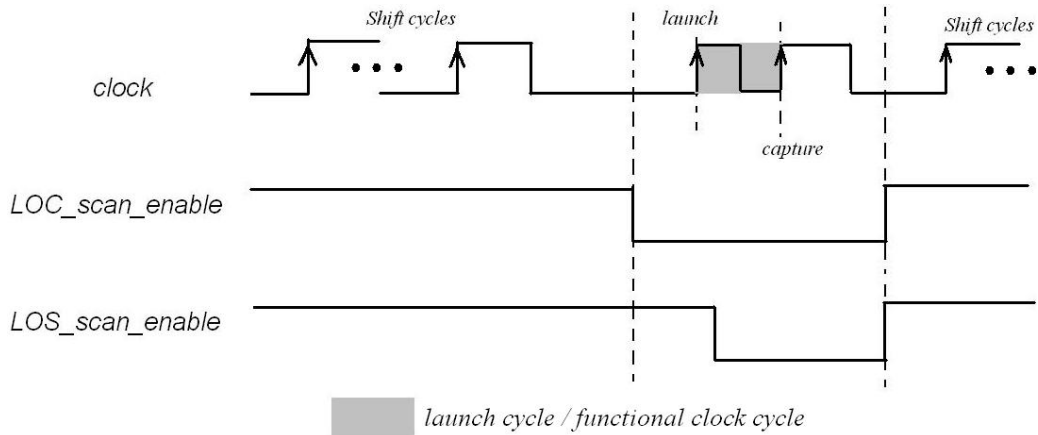 Shift cycles
launch
Shift cycles
clock
capture
LOC_scan_enable
LOS_scan_enable
launch cycle / functional clock cycle